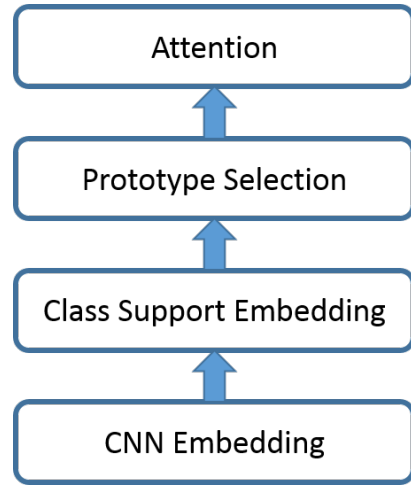 Attention
Prototype Selection
Class Support Embedding
CNN Embedding